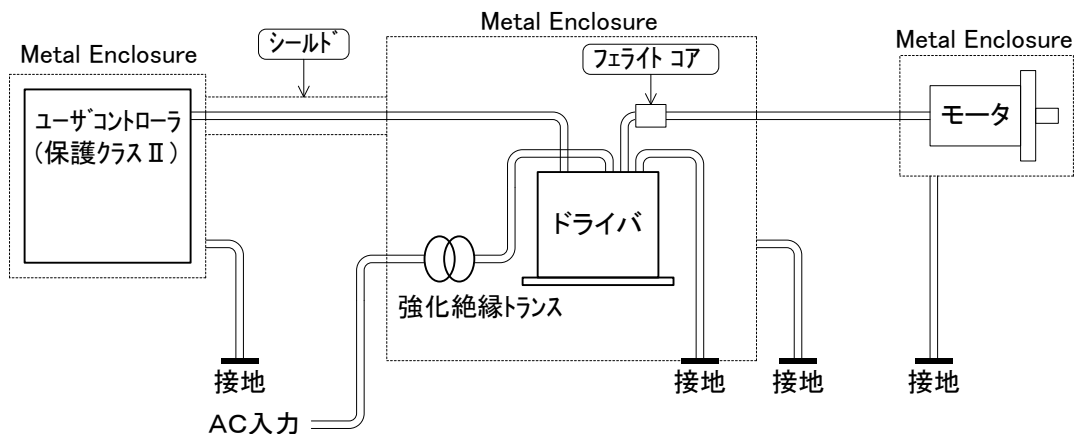 Metal Enclosure
シールド
Metal Enclosure
フェライト コア
Metal Enclosure
ユーザコントローラ
(保護クラスⅡ)
モータ
ドライバ
強化絶縁トランス
接地
接地
接地
接地
AC入力